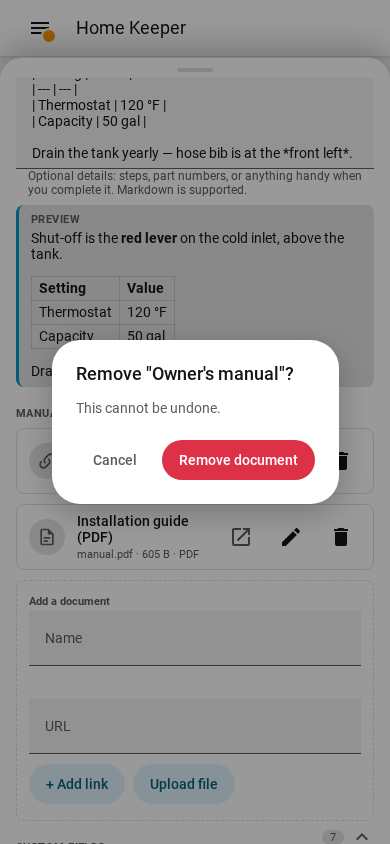 Home Keeper
| --- | --- |
| Thermostat | 120 °F |
| Capacity | 50 gal |
Drain the tank yearly — hose bib is at the *front left*.
Optional details: steps, part numbers, or anything handy when
you complete it. Markdown is supported.
PREVIEW
Shut-off is the red lever on the cold inlet, above the
tank.
Setting Value
Thermostat 120 °F
Capacity 50 gal
Remove "Owner's manual"?
This cannot be undone.
Cancel Remove document
Installation guide
(PDF)
manual.pdf · 605 B · PDF
Add a document
Name
URL
+ Add link Upload file
7